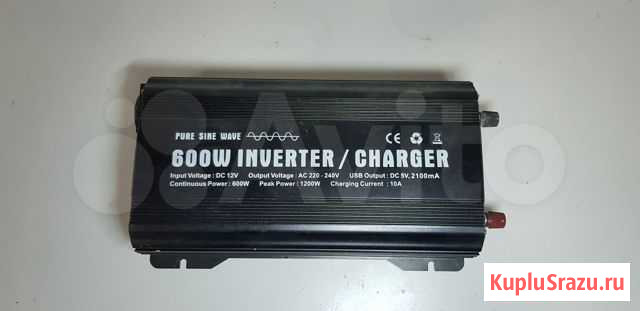 PURE SINE WAVE
CE
600W INVERTER / CHARGER
Input Voltage : DC 12V Output Voltage : AC 220 - 240V USB Output : DC 5V, 2100mA
Continuous Power : 600W Peak Power : 1200W Charging Current : 10A
Avito
KupluSrazu.ru